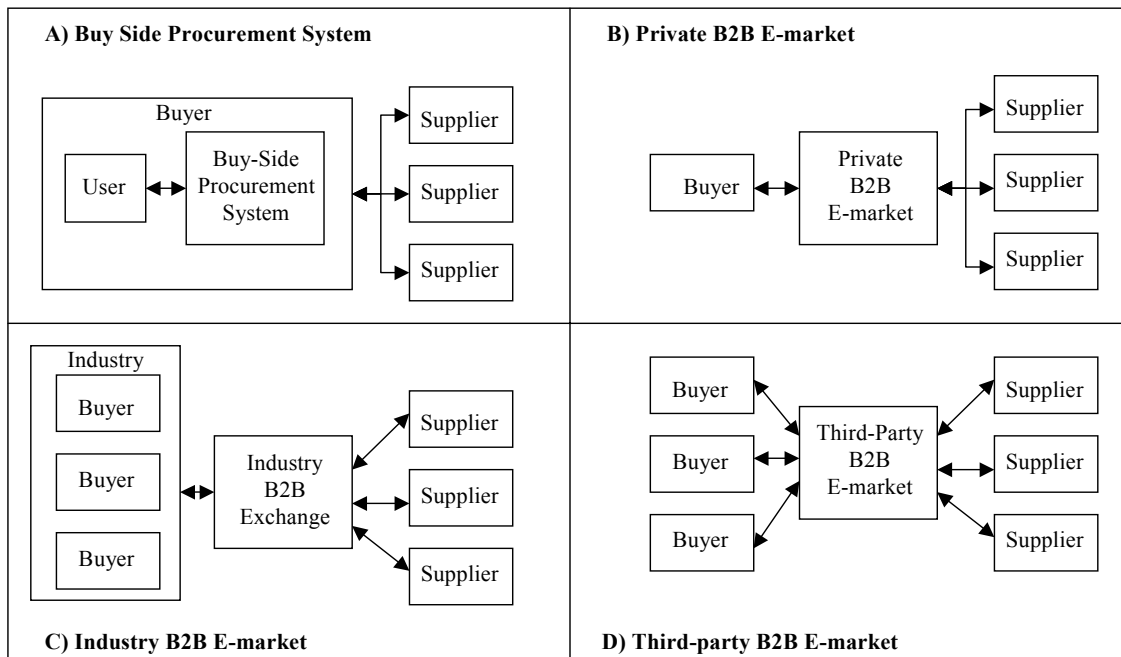 A) Buy Side Procurement System
Buyer
User
Buy-Side
Procurement
System
Supplier
Supplier
Supplier
B) Private B2B E-market
Buyer
Private
B2B
E-market
Supplier
Supplier
Supplier
Industry
Buyer
Buyer
Buyer
Industry
B2B
Exchange
Supplier
Supplier
Supplier
C) Industry B2B E-market
Buyer
Buyer
Buyer
Third-Party
B2B
E-market
Supplier
Supplier
Supplier
D) Third-party B2B E-market